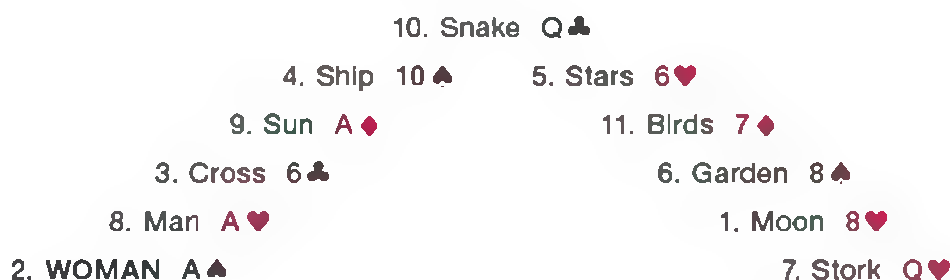 10. Snake Q♣
4. Ship 10♠ 5. Stars 6♥
9. Sun A♦ 11. Birds 7♦
3. Cross 6♣ 6. Garden 8♠
8. Man A♥ 1. Moon 8♥
2. WOMAN A♠ 7. Stork Q♥